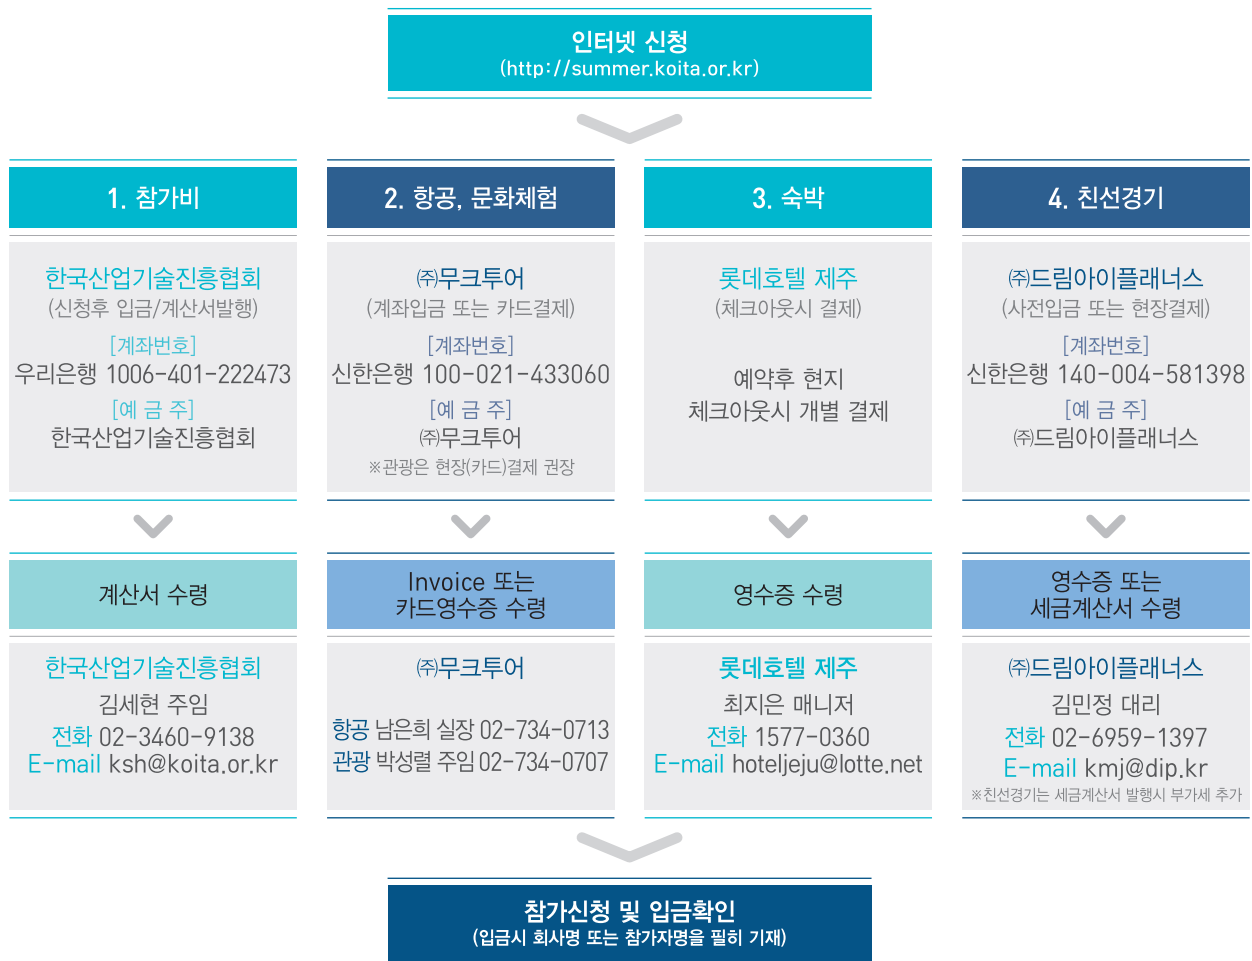 인터넷 신청
(http://summer.koita.or.kr)
1. 참가비
한국산업기술진흥협회
(신청후 입금/계산서발행)
[계좌번호]
우리은행 1006-401-222473
[예 금 주]
한국산업기술진흥협회
2. 항공, 문화체험
㈜무크투어
(계좌입금 또는 카드결제)
[계좌번호]
신한은행 100-021-433060
[예 금 주]
㈜무크투어
※관광은 현장(카드)결제 권장
3. 숙박
롯데호텔 제주
(체크아웃시 결제)
예약후 현지
체크아웃시 개별 결제
4. 친선경기
㈜드림아이플래너스
(사전입금 또는 현장결제)
[계좌번호]
신한은행 140-004-581398
[예 금 주]
㈜드림아이플래너스
계산서 수령
한국산업기술진흥협회
김세현 주임
전화 02-3460-9138
E-mail ksh@koita.or.kr
Invoice 또는
카드영수증 수령
㈜무크투어
항공 남은희 실장 02-734-0713
관광 박성렬 주임 02-734-0707
영수증 수령
롯데호텔 제주
최지은 매니저
전화 1577-0360
E-mail hoteljeju@lotte.net
영수증 또는
세금계산서 수령
㈜드림아이플래너스
김민정 대리
전화 02-6959-1397
E-mail kmj@dip.kr
※친선경기는 세금계산서 발행시 부가세 추가
참가신청 및 입금확인
(입금시 회사명 또는 참가자명을 필히 기재)